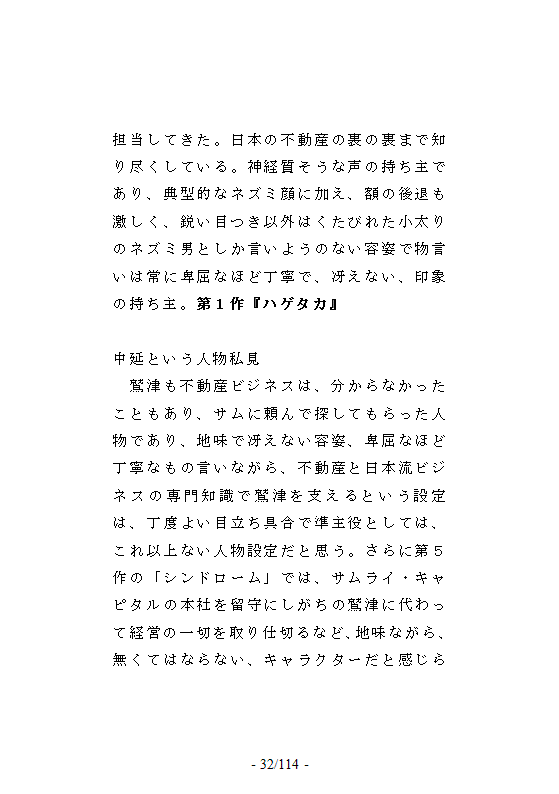 担当してきた。日本の不動産の裏の裏まで知
り尽くしている。神経質そうな声の持ち主で
あり、典型的なネズミ顔に加え、額の後退も
激しく、鋭い目つき以外はくたびれた小太り
のネズミ男としか言いようのない容姿で物言
いは常に卑屈なほど丁寧で、冴えない、印象
の持ち主。第１作『ハゲタカ』
中延という人物私見
　鷲津も不動産ビジネスは、分からなかった
こともあり、サムに頼んで探してもらった人
物であり、地味で冴えない容姿、卑屈なほど
丁寧なもの言いながら、不動産と日本流ビジ
ネスの専門知識で鷲津を支えるという設定
は、丁度よい目立ち具合で準主役としては、
これ以上ない人物設定だと思う。さらに第５
作の「シンドローム」では、サムライ・キャ
ピタルの本社を留守にしがちの鷲津に代わっ
て経営の一切を取り仕切るなど、地味ながら、
無くてはならない、キャラクターだと感じら
- 32/114 -